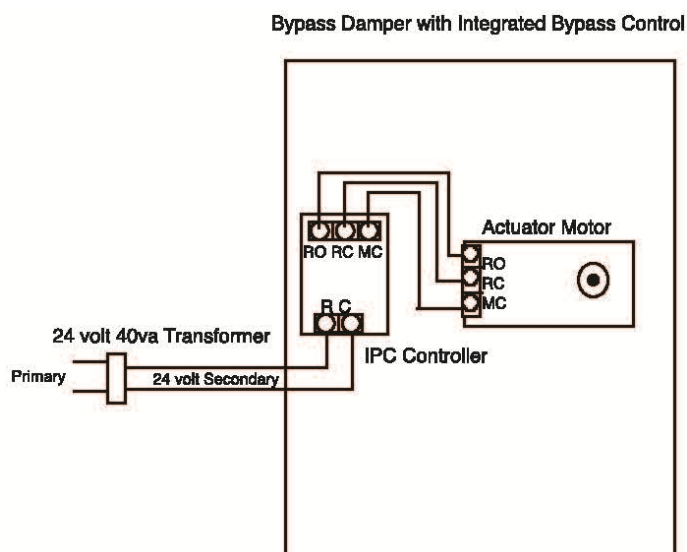 Bypass Damper with Integrated Bypass Control
Actuator Motor
RO RC MC
RO
RC
MC
R C
24 volt 40va Transformer
IPC Controller
Primary
24 volt Secondary